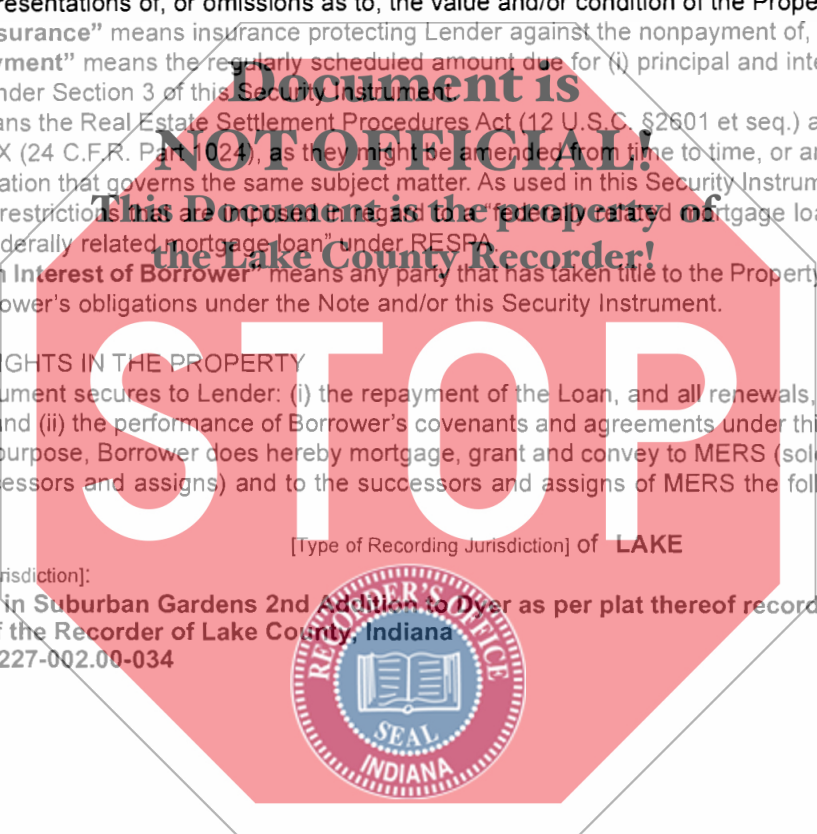 resentations of, or omissions as to, the value and/or condition of the Prope
surance” means insurance protecting Lender against the nonpayment of,
yment” means the regularly scheduled amount due for (i) principal and inte
nder Section 3 of this Security Instrument.
ans the Real Estate Settlement Procedures Act (12 U.S.C. §2601 et seq.) a
X (24 C.F.R. Part 1024), as they might be amended from time to time, or an
ation that governs the same subject matter. As used in this Security Instrum
restrictions that are imposed in regard to a “federally related mortgage loa
derally related mortgage loan” under RESPA.
n Interest of Borrower” means any party that has taken title to the Property
ower’s obligations under the Note and/or this Security Instrument.
Document is
NOT OFFICIAL!
This Document is the property of
the Lake County Recorder!
STOP
IGHTS IN THE PROPERTY
ument secures to Lender: (i) the repayment of the Loan, and all renewals,
nd (ii) the performance of Borrower’s covenants and agreements under thi
purpose, Borrower does hereby mortgage, grant and convey to MERS (sole
cessors and assigns) and to the successors and assigns of MERS the foll
[Type of Recording Jurisdiction] of LAKE
risdiction]:
in Suburban Gardens 2nd Addition to Dyer as per plat thereof record
f the Recorder of Lake County, Indiana
227-002.00-034
RECORDER'S OFFICE
SEAL
INDIANA